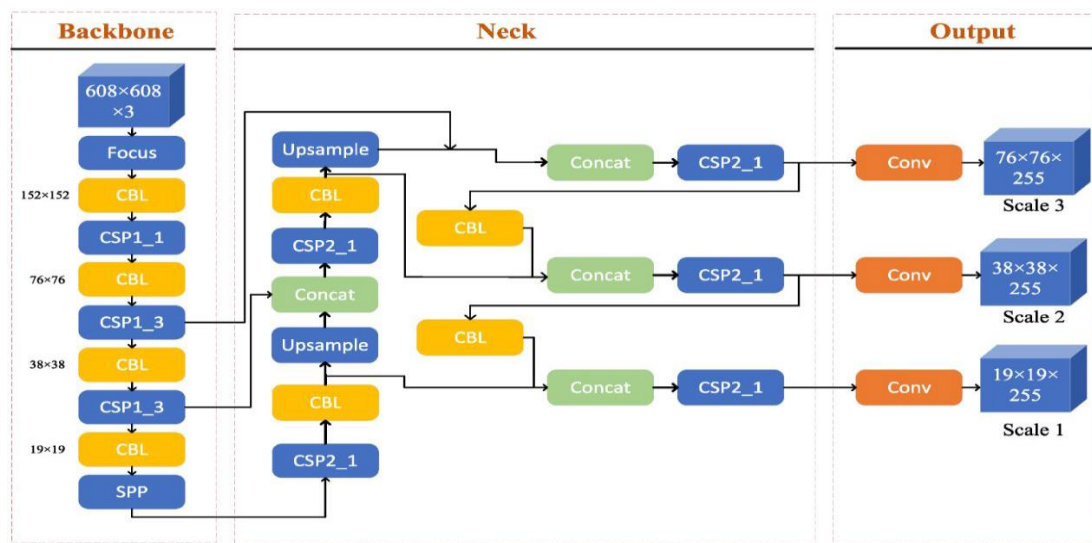 Backbone
Neck
Output
608×608
×3
Focus
152×152
CBL
CSP1_1
76×76
CBL
CSP1_3
38×38
CBL
CSP1_3
19×19
CBL
SPP
Upsample
CBL
CSP2_1
Concat
Upsample
CBL
CSP2_1
Concat
CSP2_1
CBL
Concat
CSP2_1
CBL
Concat
CSP2_1
Conv
76×76×
255
Scale 3
Conv
38×38×
255
Scale 2
Conv
19×19×
255
Scale 1